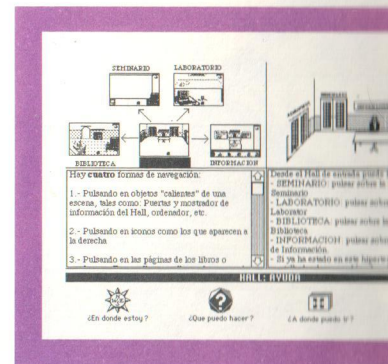 SEMINARIO
LABORATORIO
BIBLIOTECA
INFORMACION
Hay cuatro formas de navegación:
1.- Pulsando en objetos "calientes" de una
escena, tales como: Puertas y mostrador de
información del Hall, ordenador, etc.
2.- Pulsando en iconos como los que aparecen a
la derecha
3.- Pulsando en las páginas de los libros o
Desde el Hall de entrada puede
- SEMINARIO: pulsar sobre
Seminario
- LABORATORIO: pulsar sobre
Laborator
- BIBLIOTECA: pulsar sobre
Biblioteca
- INFORMACION: pulsar sobre
de Información.
- Si ya ha estado en este
HALL: AYUDA
¿En donde estoy?
¿Que puedo hacer?
¿A donde puedo ir?